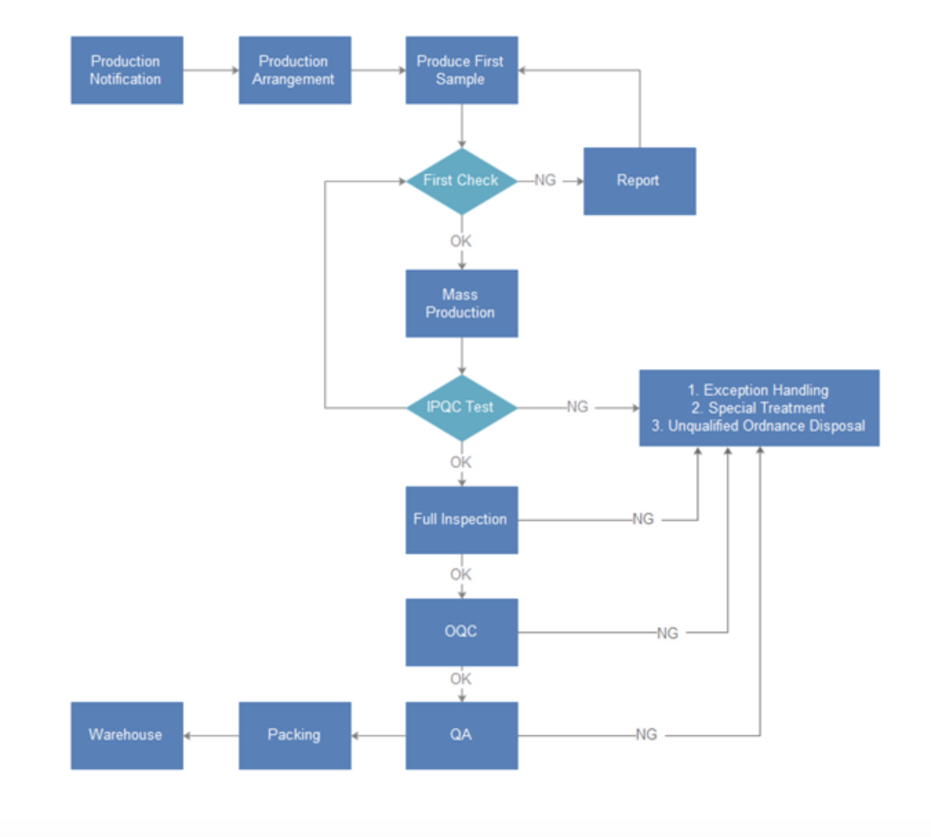 Production
Notification
Production
Arrangement
Produce First
Sample
First Check
NG
Report
OK
Mass
Production
IPQC Test
NG
1. Exception Handling
2. Special Treatment
3. Unqualified Ordnance Disposal
OK
Full Inspection
NG
OK
OQC
NG
OK
Warehouse
Packing
QA
NG